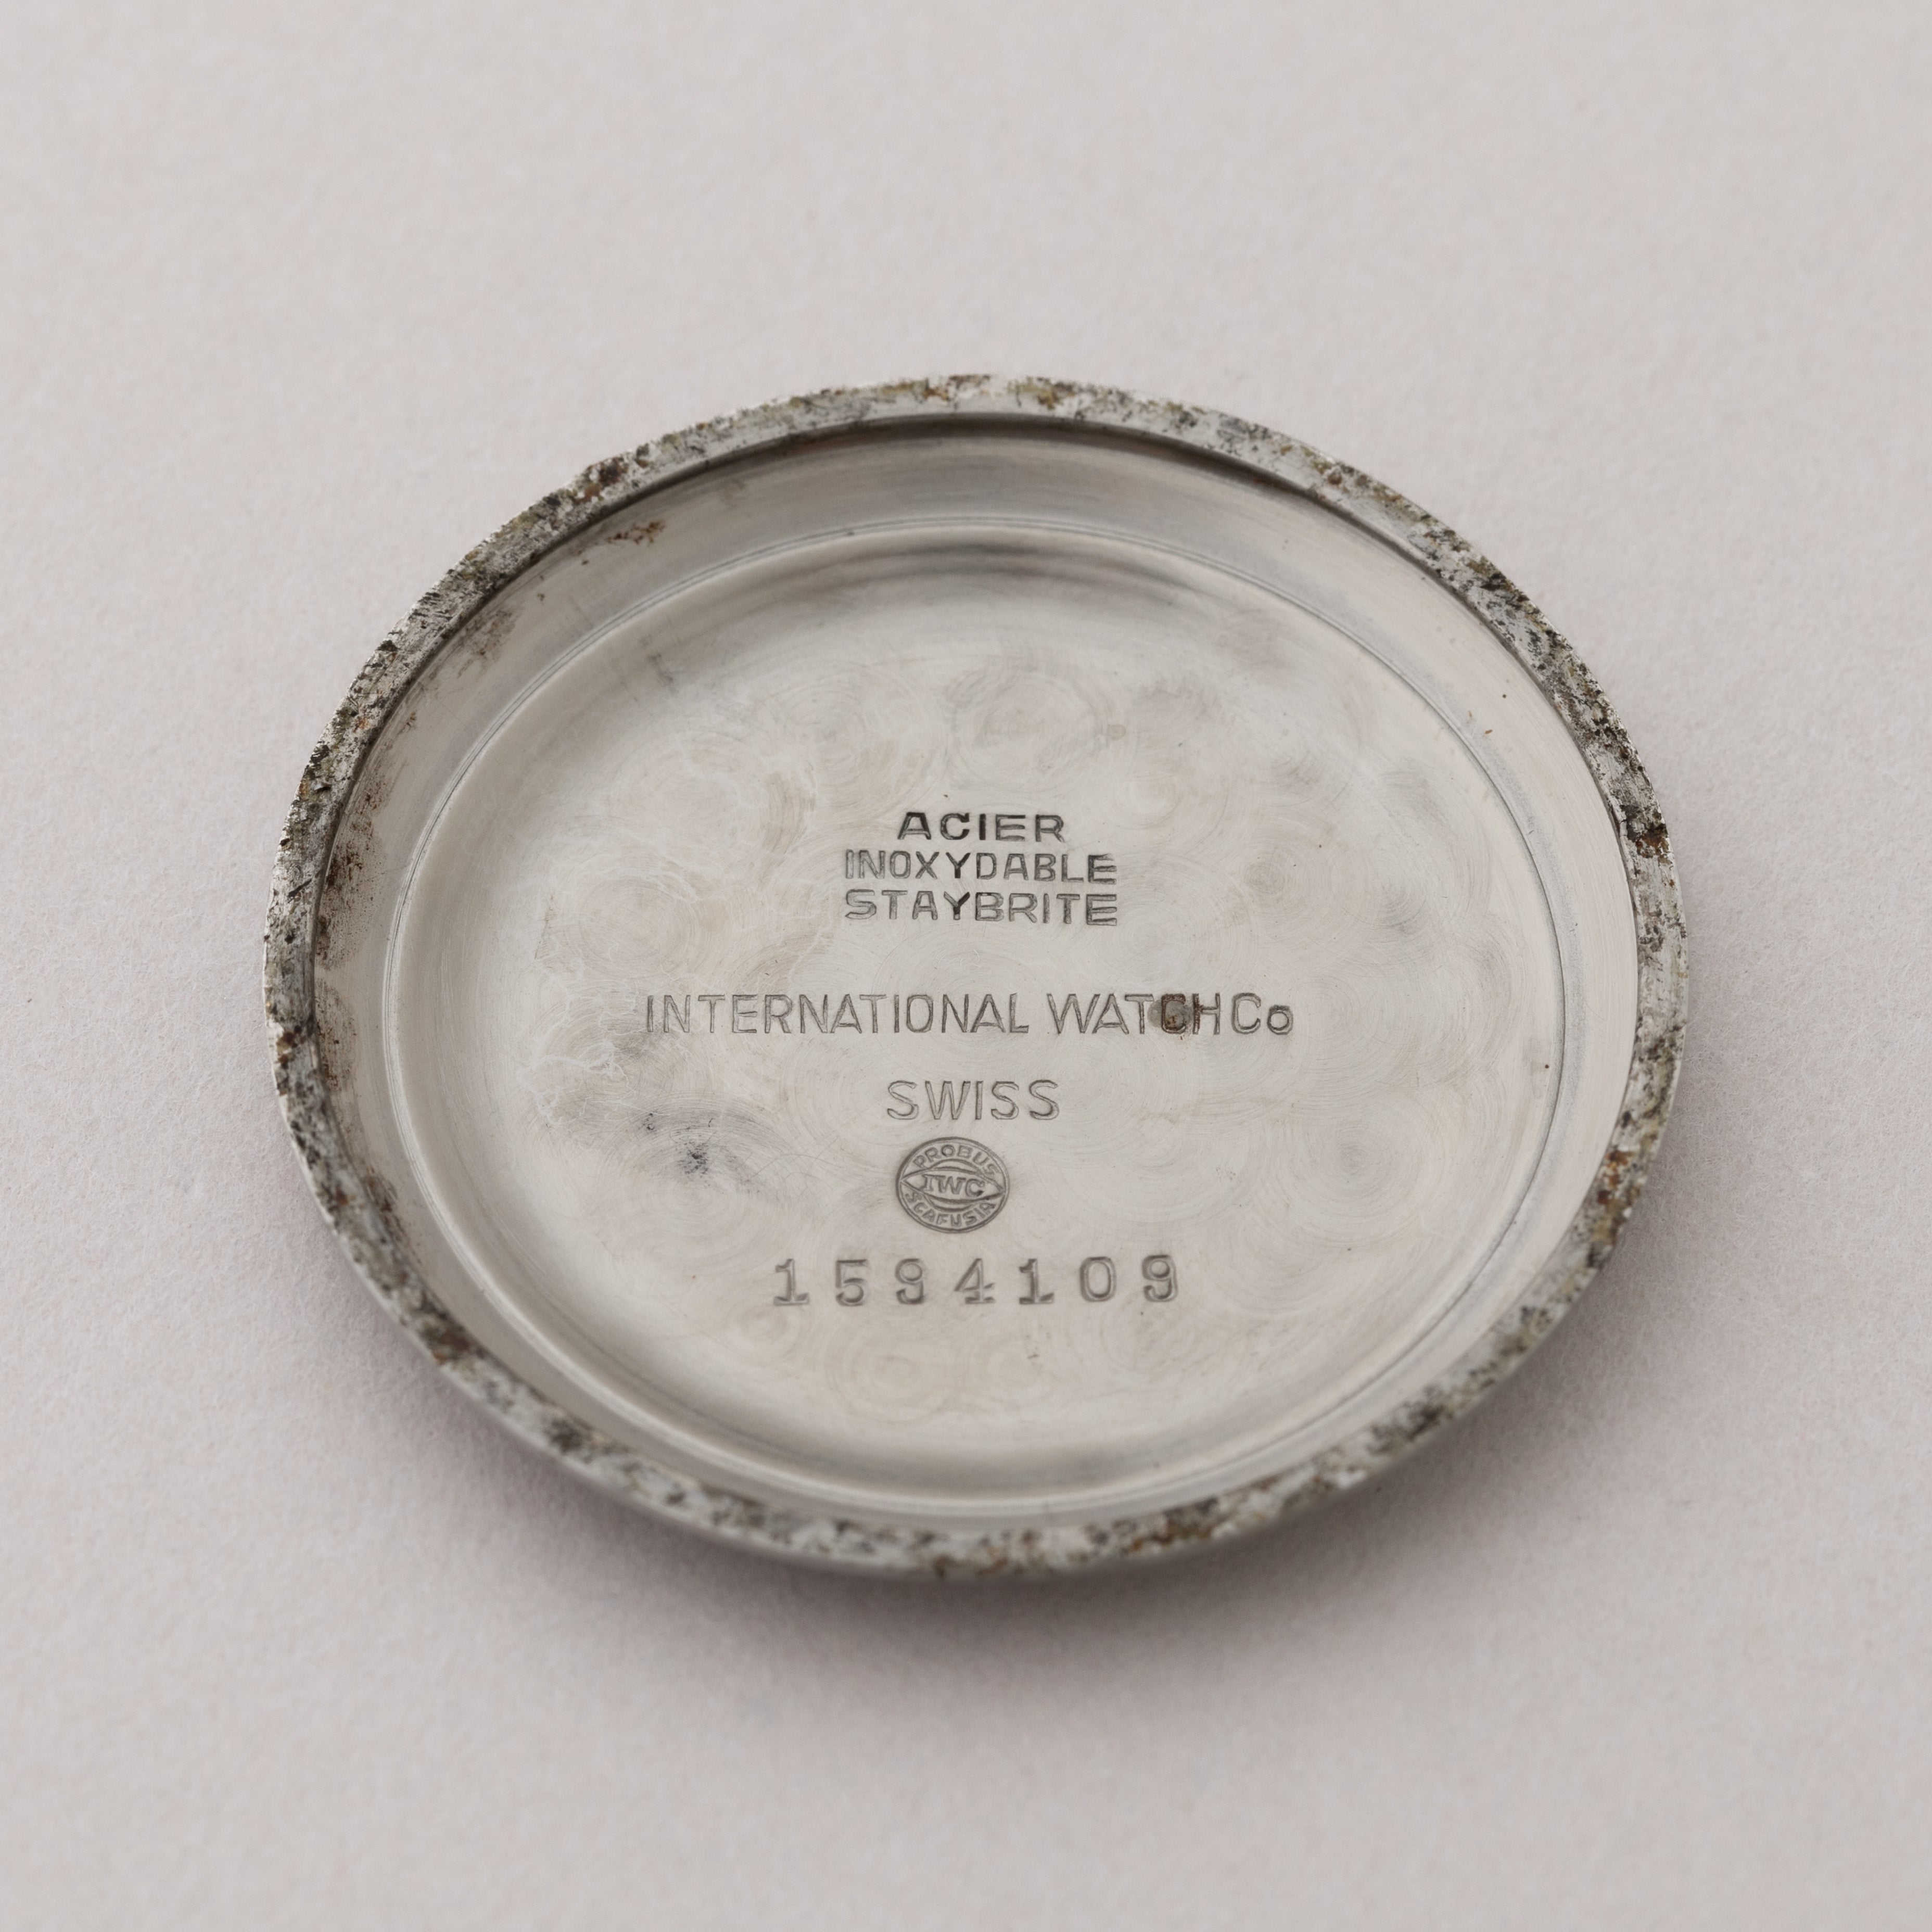 ACIER
INOXYDABLE
STAYBRITE
INTERNATIONAL WATCH Co
SWISS
PROBUS
IWC
SCAFUSIA
1594109